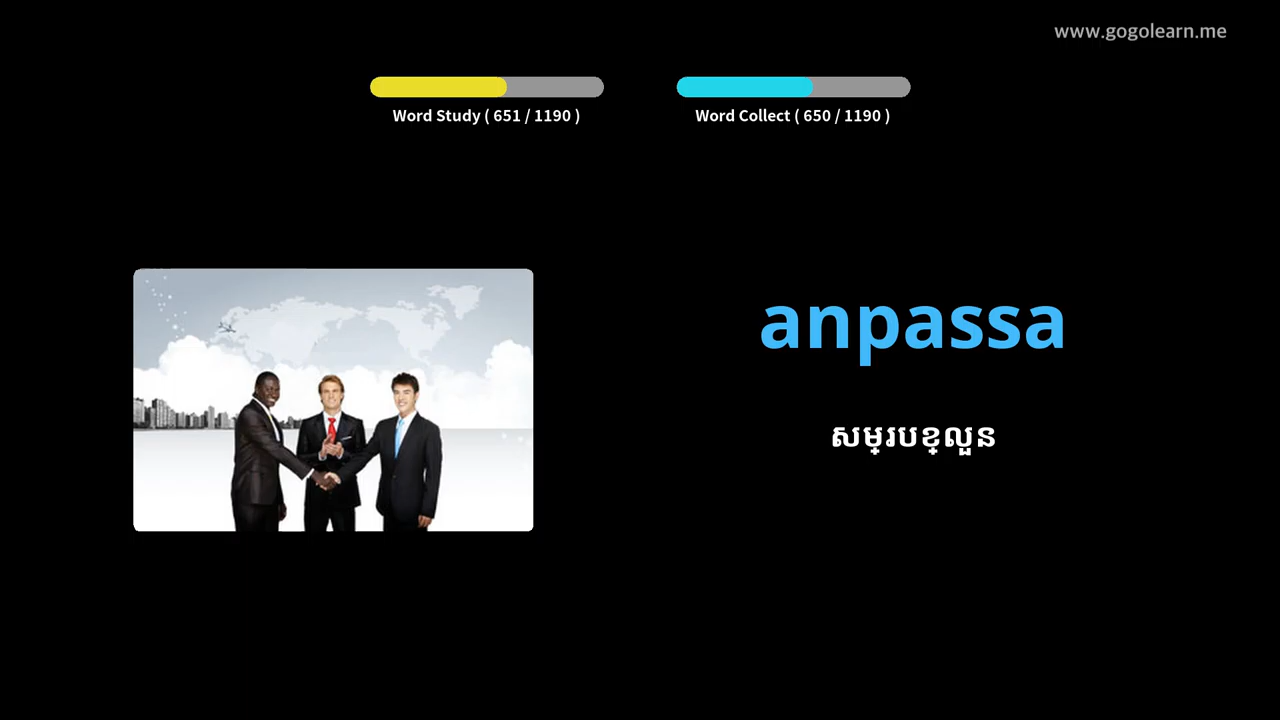 www.gogolearn.me
Word Study ( 651 / 1190 )
Word Collect ( 650 / 1190 )
anpassa
សម្របខ្លួន